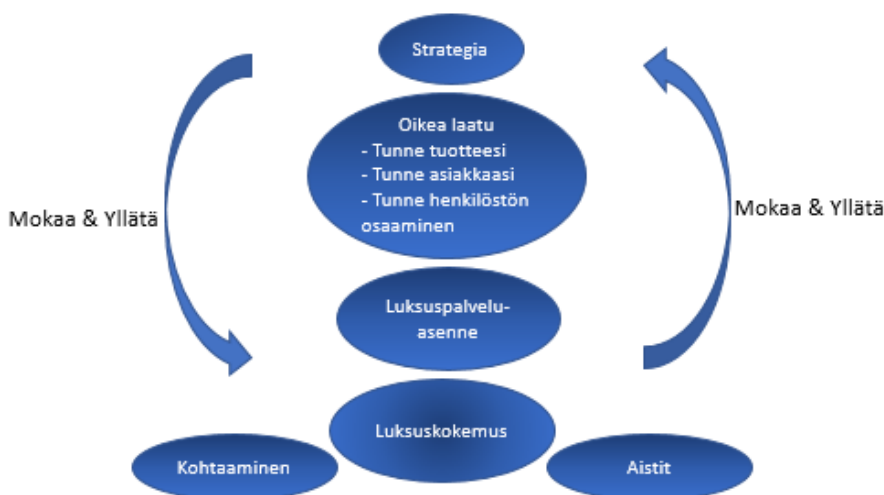 Strategia
Oikea laatu
- Tunne tuotteesi
- Tunne asiakkaasi
- Tunne henkilöstön
osaaminen
Mokaa & Yllätä
Mokaa & Yllätä
Luksuspalvelu-
asenne
Luksuskokemus
Kohtaaminen
Aistit